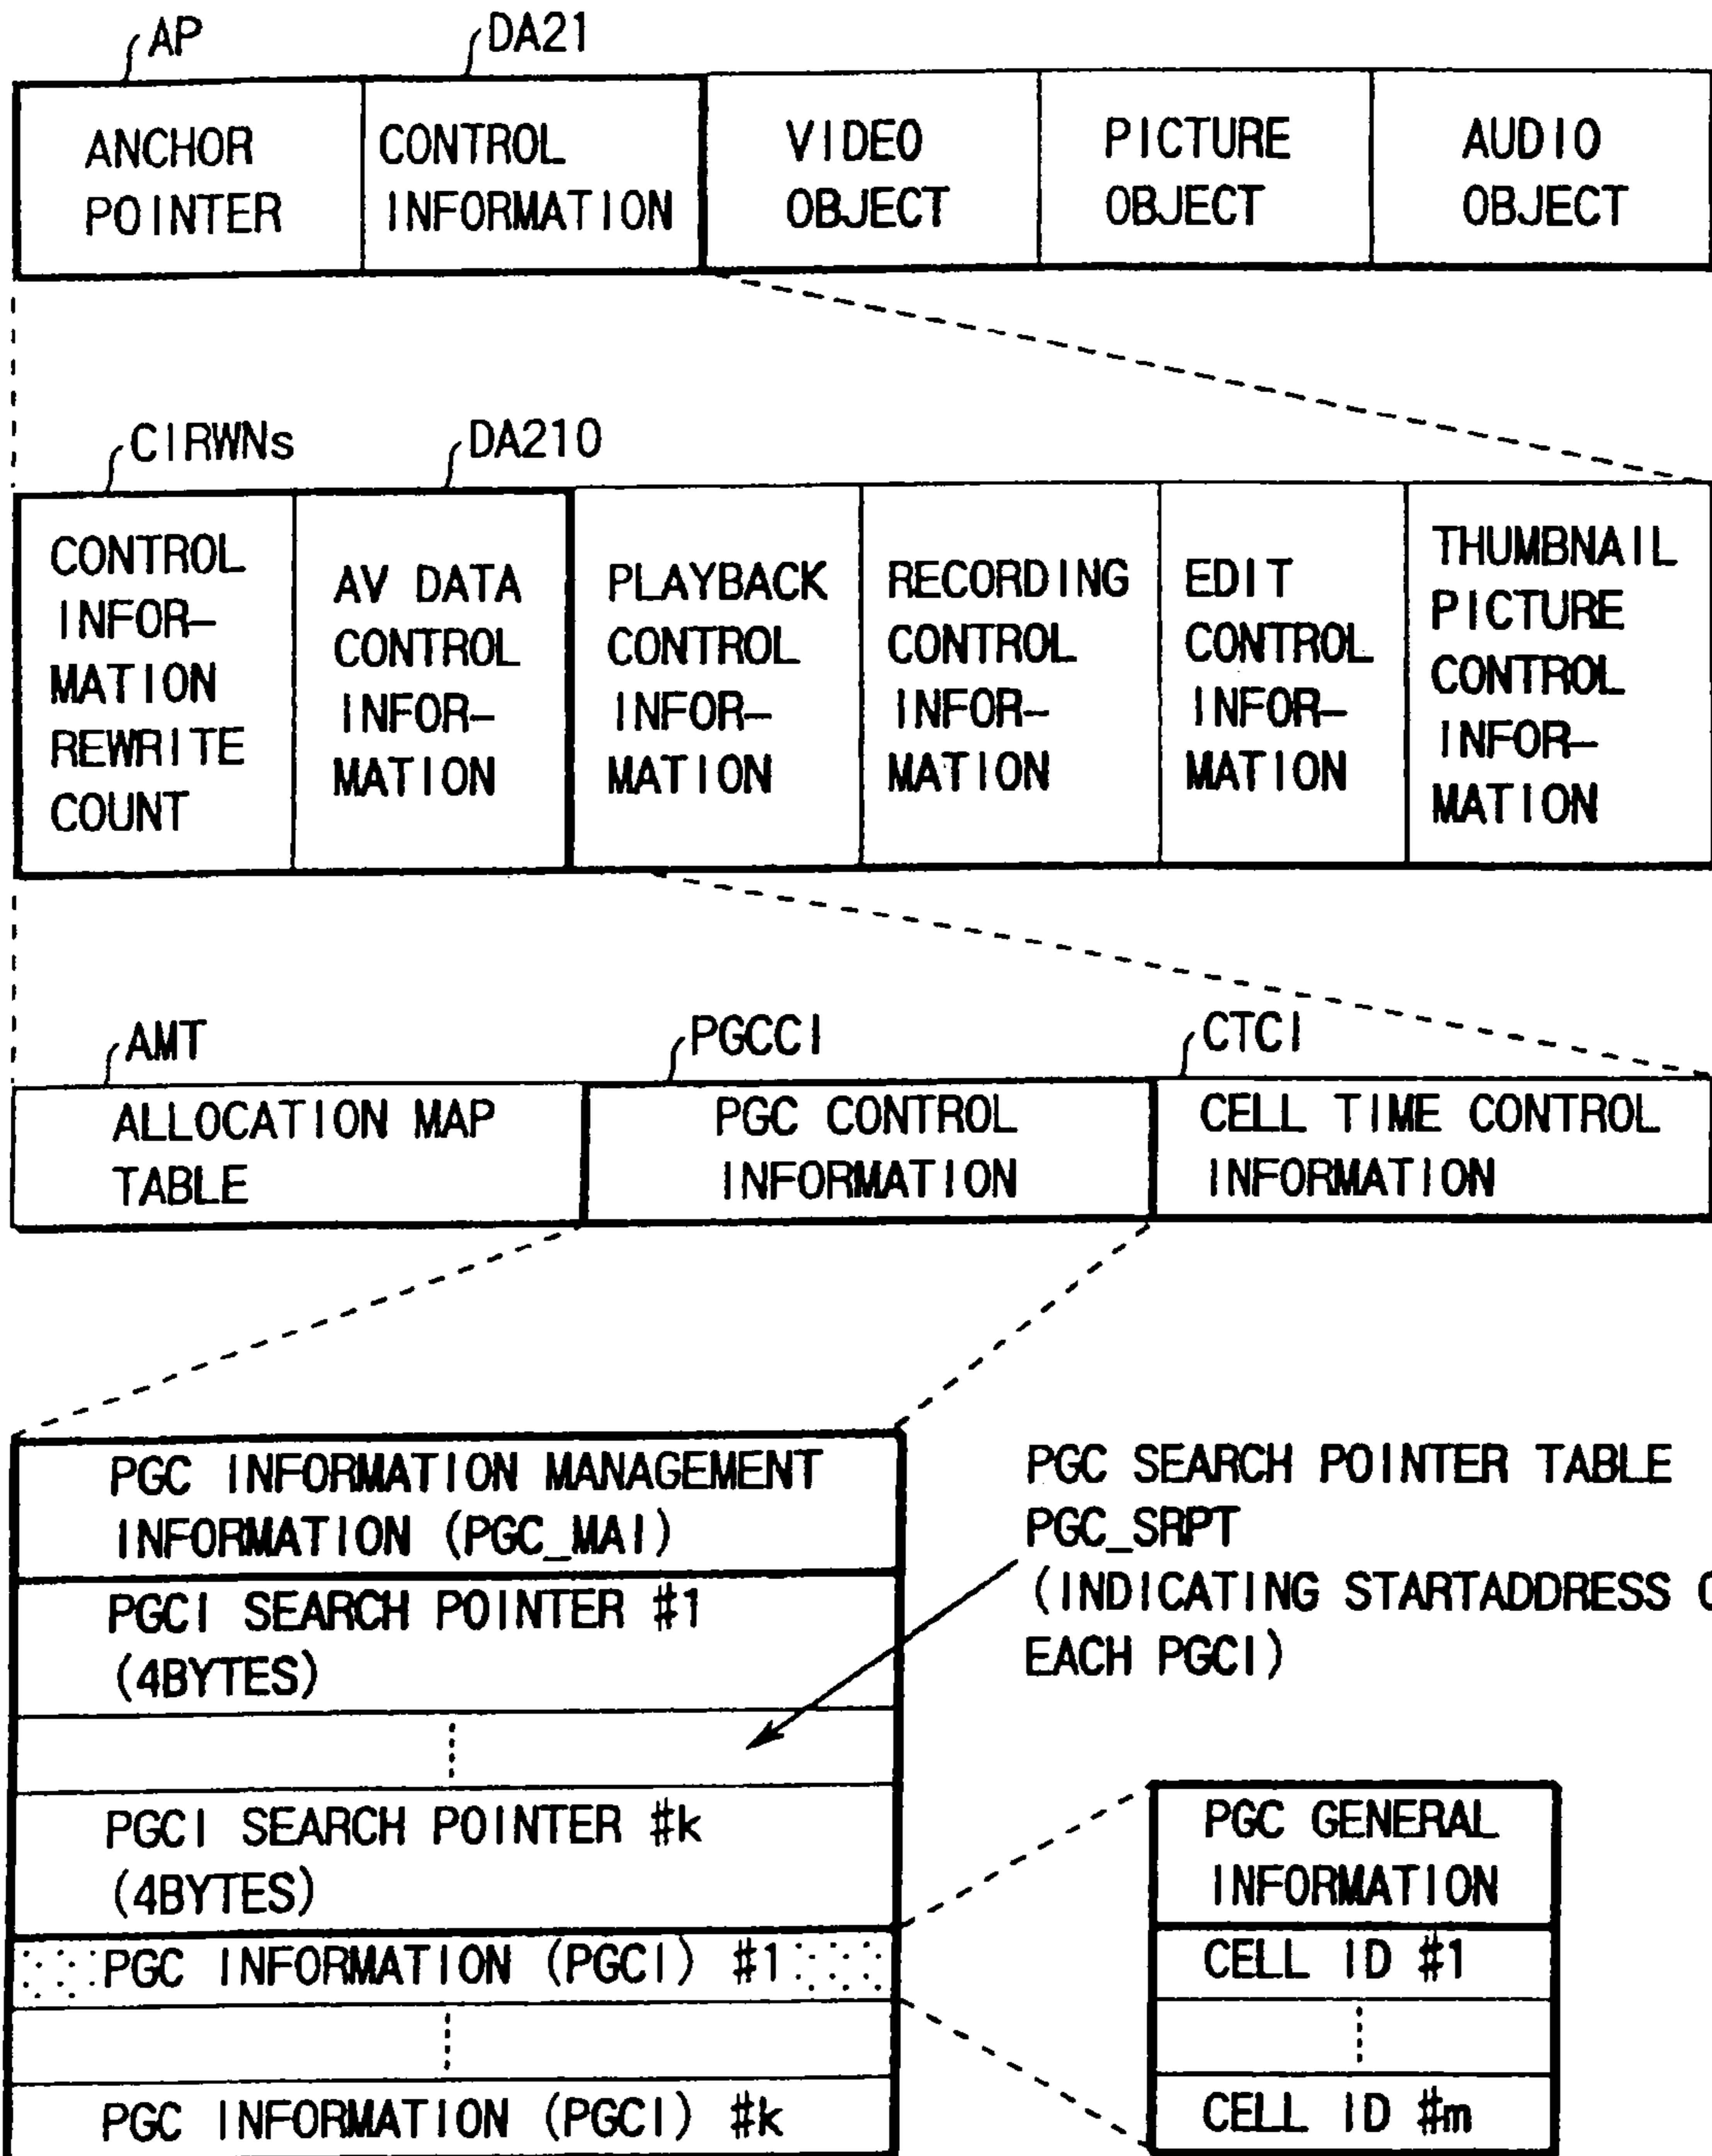 AP
DA21
ANCHOR
POINTER
CONTROL
INFORMATION
VIDEO
OBJECT
PICTURE
OBJECT
AUDIO
OBJECT
CIRWNs
DA210
CONTROL
INFOR-
MATION
REWRITE
COUNT
AV DATA
CONTROL
INFOR-
MATION
PLAYBACK
CONTROL
INFOR-
MATION
RECORDING
CONTROL
INFOR-
MATION
EDIT
CONTROL
INFOR-
MATION
THUMBNAIL
PICTURE
CONTROL
INFOR-
MATION
AMT
PGCCI
CTCI
ALLOCATION MAP
TABLE
PGC CONTROL
INFORMATION
CELL TIME CONTROL
INFORMATION
PGC INFORMATION MANAGEMENT
INFORMATION (PGC_MAI)
PGCI SEARCH POINTER #1
(4BYTES)
PGCI SEARCH POINTER #k
(4BYTES)
PGC INFORMATION (PGCI) #1
PGC INFORMATION (PGCI) #k
PGC SEARCH POINTER TABLE
PGC_SRPT
(INDICATING STARTADDRESS
EACH PGCI)
PGC GENERAL
INFORMATION
CELL ID #1
CELL ID #m